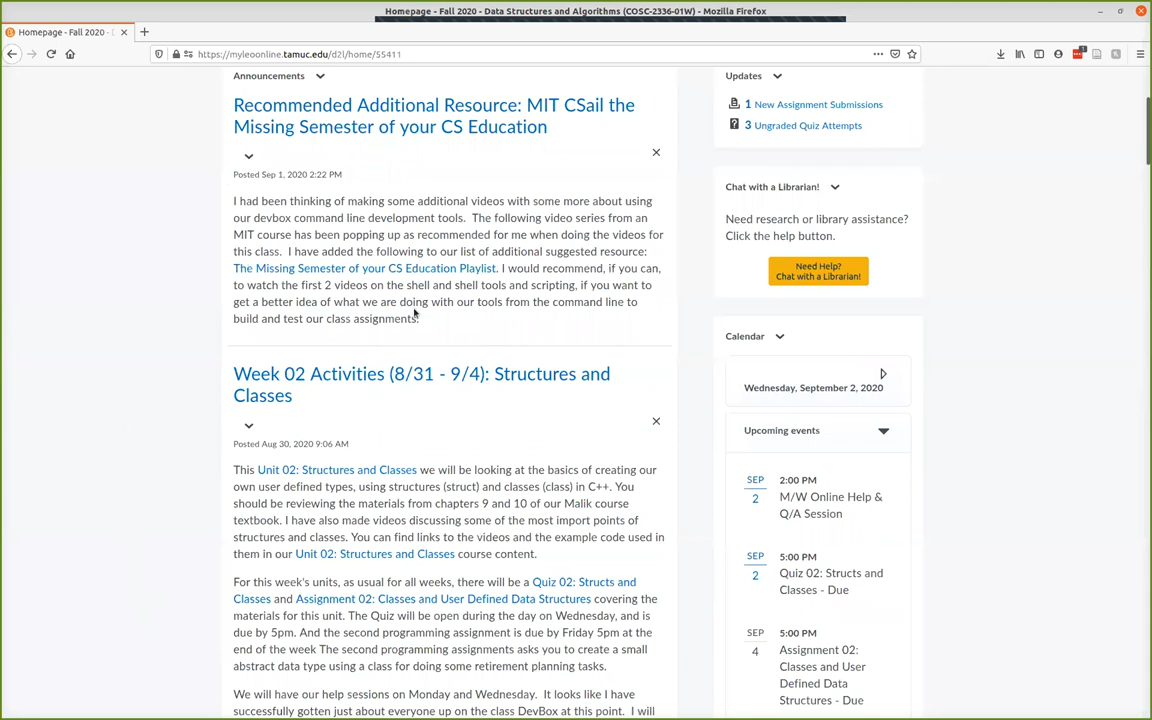 Homepage - Fall 2020 - Data Structures and Algorithms (COSC-2336-01W) - Mozilla Firefox
Homepage - Fall 2020 -
https://myleoonline.tamuc.edu/d2l/home/55411
Announcements
Recommended Additional Resource: MIT CSail the
Missing Semester of your CS Education
Posted Sep 1, 2020 2:22 PM
I had been thinking of making some additional videos with some more about using
our devbox command line development tools. The following video series from an
MIT course has been popping up as recommended for me when doing the videos for
this class. I have added the following to our list of additional suggested resource:
The Missing Semester of your CS Education Playlist. I would recommend, if you can,
to watch the first 2 videos on the shell and shell tools and scripting, if you want to
get a better idea of what we are doing with our tools from the command line to
build and test our class assignments.
Week 02 Activities (8/31 - 9/4): Structures and
Classes
Posted Aug 30, 2020 9:06 AM
This Unit 02: Structures and Classes we will be looking at the basics of creating our
own user defined types, using structures (struct) and classes (class) in C++. You
should be reviewing the materials from chapters 9 and 10 of our Malik course
textbook. I have also made videos discussing some of the most import points of
structures and classes. You can find links to the videos and the example code used in
them in our Unit 02: Structures and Classes course content.
For this week's units, as usual for all weeks, there will be a Quiz 02: Structs and
Classes and Assignment 02: Classes and User Defined Data Structures covering the
materials for this unit. The Quiz will be open during the day on Wednesday, and is
due by 5pm. And the second programming assignment is due by Friday 5pm at the
end of the week The second programming assignments asks you to create a small
abstract data type using a class for doing some retirement planning tasks.
We will have our help sessions on Monday and Wednesday. It looks like I have
successfully gotten just about everyone up on the class DevBox at this point. I will
Updates
1 New Assignment Submissions
3 Ungraded Quiz Attempts
Chat with a Librarian!
Need research or library assistance?
Click the help button.
Need Help?
Chat with a Librarian!
Calendar
Wednesday, September 2, 2020
Upcoming events
SEP
2
2:00 PM
M/W Online Help &
Q/A Session
SEP
2
5:00 PM
Quiz 02: Structs and
Classes - Due
SEP
4
5:00 PM
Assignment 02:
Classes and User
Defined Data
Structures - Due